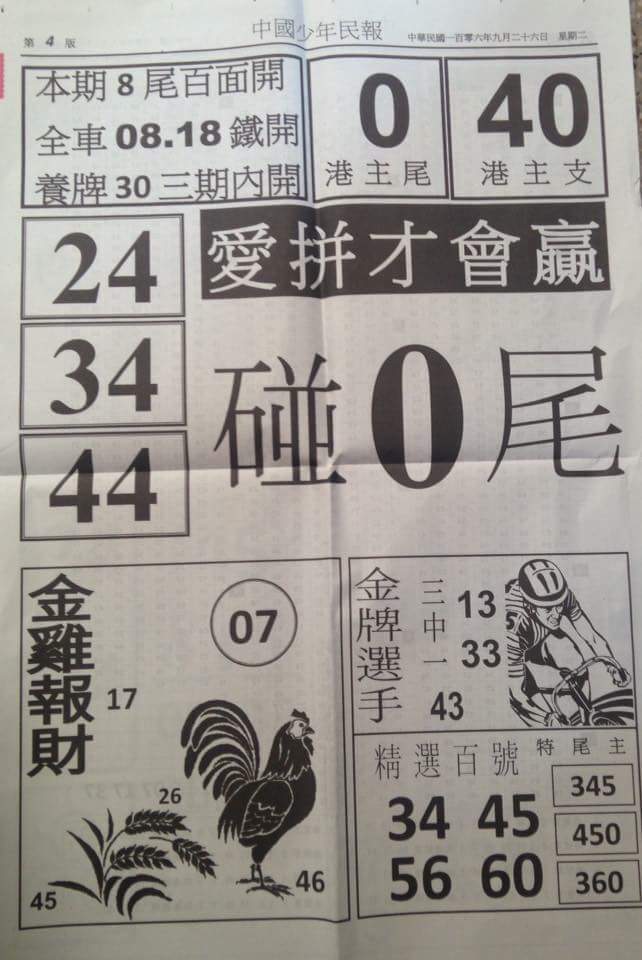 第 4 版
中國少年民報
中華民國一百零六年九月二十六日 星期二
本期 8 尾百面開
全車 08.18 鐵開
養牌 30 三期內開
0
港主尾
40
港主支
24
34
44
愛拼才會贏
碰 0 尾
金雞報財
07
17
26
45
46
金牌選手
三中一
13
33
43
11
精選百號
特尾主
34 45
56 60
345
450
360